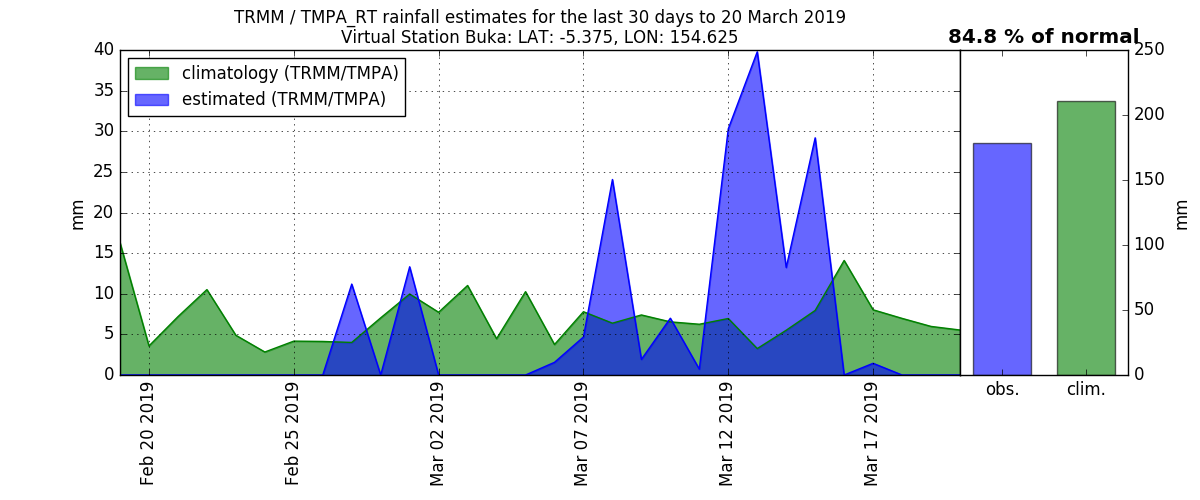 TRMM / TMPA_RT rainfall estimates for the last 30 days to 20 March 2019
Virtual Station Buka: LAT: -5.375, LON: 154.625
84.8 % of normal
climatology (TRMM/TMPA)
estimated (TRMM/TMPA)
mm
40
35
30
25
20
15
10
5
0
Feb 20 2019
Feb 25 2019
Mar 02 2019
Mar 07 2019
Mar 12 2019
Mar 17 2019
obs.
clim.
250
200
150
100
50
0
mm